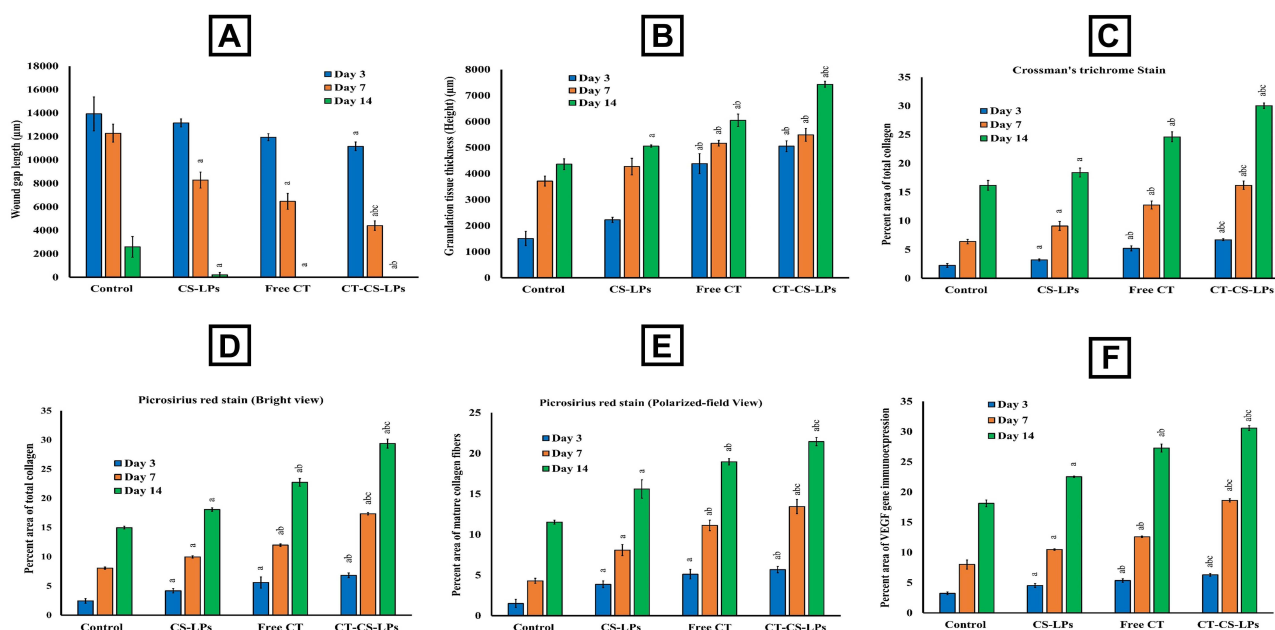 A
Wound gap length (µm)
18000
16000
14000
12000
10000
8000
6000
4000
2000
0
Day 3
Day 7
Day 14
a
a
a
a
a
abc
ab
Control
CS-LPs
Free CT
CT-CS-LPs
B
Granulation tissue thickness (Height) (µm)
8000
7000
6000
5000
4000
3000
2000
1000
0
Day 3
Day 7
Day 14
a
ab
ab
ab
ab
ab
abc
Control
CS-LPs
Free CT
CT-CS-LPs
C
Crossman's trichrome Stain
Percent area of total collagen
35
30
25
20
15
10
5
0
Day 3
Day 7
Day 14
a
a
a
ab
ab
ab
abc
abc
abc
Control
CS-LPs
Free CT
CT-CS-LPs
D
Picrosirius red stain (Bright view)
Percent area of total collagen
35
30
25
20
15
10
5
0
Day 3
Day 7
Day 14
a
a
a
a
ab
ab
ab
abc
abc
Control
CS-LPs
Free CT
CT-CS-LPs
E
Picrosirius red stain (Polarized-field View)
Percent area of mature collagen fibers
25
20
15
10
5
0
Day 3
Day 7
Day 14
a
a
a
a
ab
ab
ab
abc
abc
Control
CS-LPs
Free CT
CT-CS-LPs
F
Percent area of VEGF gene immunoexpression
35
30
25
20
15
10
5
0
Day 3
Day 7
Day 14
a
a
a
ab
ab
ab
abc
abc
abc
Control
CS-LPs
Free CT
CT-CS-LPs